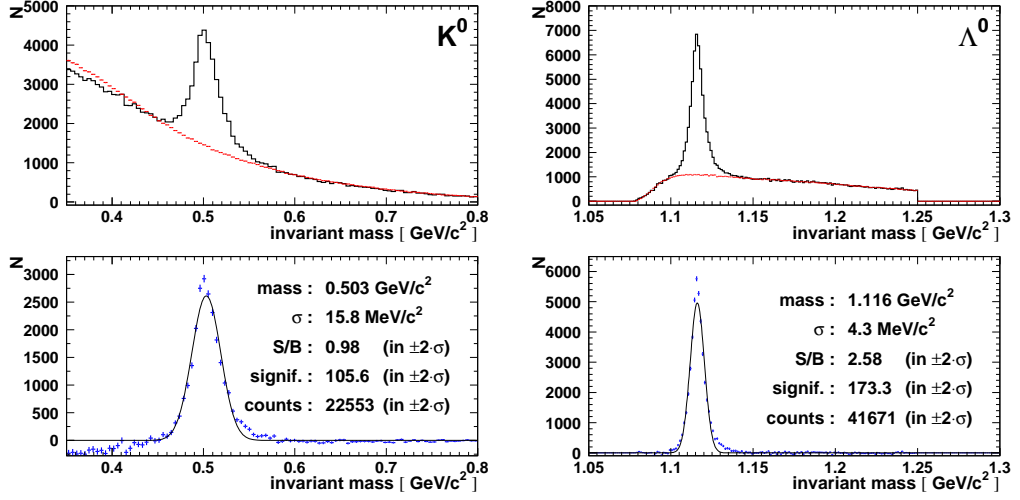 N
K⁰
5000
4000
3000
2000
1000
0
0.4 0.5 0.6 0.7 0.8
invariant mass [ GeV/c²]
N
Λ⁰
8000
7000
6000
5000
4000
3000
2000
1000
0
1.05 1.1 1.15 1.2 1.25 1.3
invariant mass [ GeV/c²]
N
3000
2500
2000
1500
1000
500
0
mass : 0.503 GeV/c²
σ : 15.8 MeV/c²
S/B : 0.98 (in ±2·σ)
signif. : 105.6 (in ±2·σ)
counts : 22553 (in ±2·σ)
0.4 0.5 0.6 0.7 0.8
invariant mass [ GeV/c²]
N
6000
5000
4000
3000
2000
1000
0
mass : 1.116 GeV/c²
σ : 4.3 MeV/c²
S/B : 2.58 (in ±2·σ)
signif. : 173.3 (in ±2·σ)
counts : 41671 (in ±2·σ)
1.05 1.1 1.15 1.2 1.25 1.3
invariant mass [ GeV/c²]